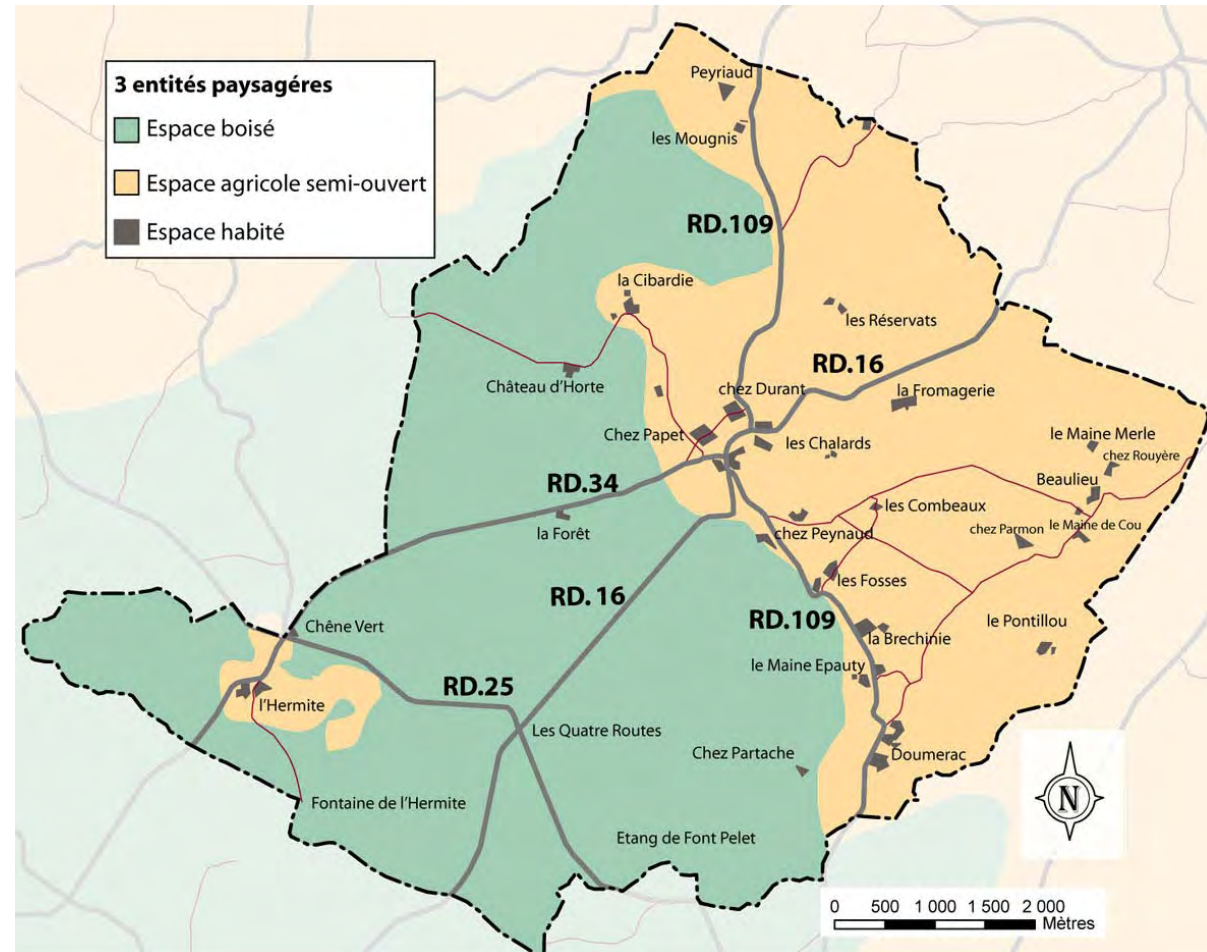 3 entités paysagéres
Espace boisé
Espace agricole semi-ouvert
Espace habité
Peyriaud
les Mougnis
RD.109
la Cibardie
les Réservats
RD.16
Château d'Horte
chez Durant
la Fromagerie
Chez Papet
les Chalards
le Maine Merle
chez Rouyère
RD.34
Beaulieu
la Forêt
les Combeaux
chez Peynaud
chez Parmon
le Maine de Cou
les Fosses
RD. 16
RD.109
Chêne Vert
la Brechinie
le Pontillou
le Maine Epauty
RD.25
l'Hermite
Les Quatre Routes
Chez Partache
Doumerac
Fontaine de l'Hermite
Etang de Font Pelet
N
0 500 1 000 1 500 2 000
Mètres